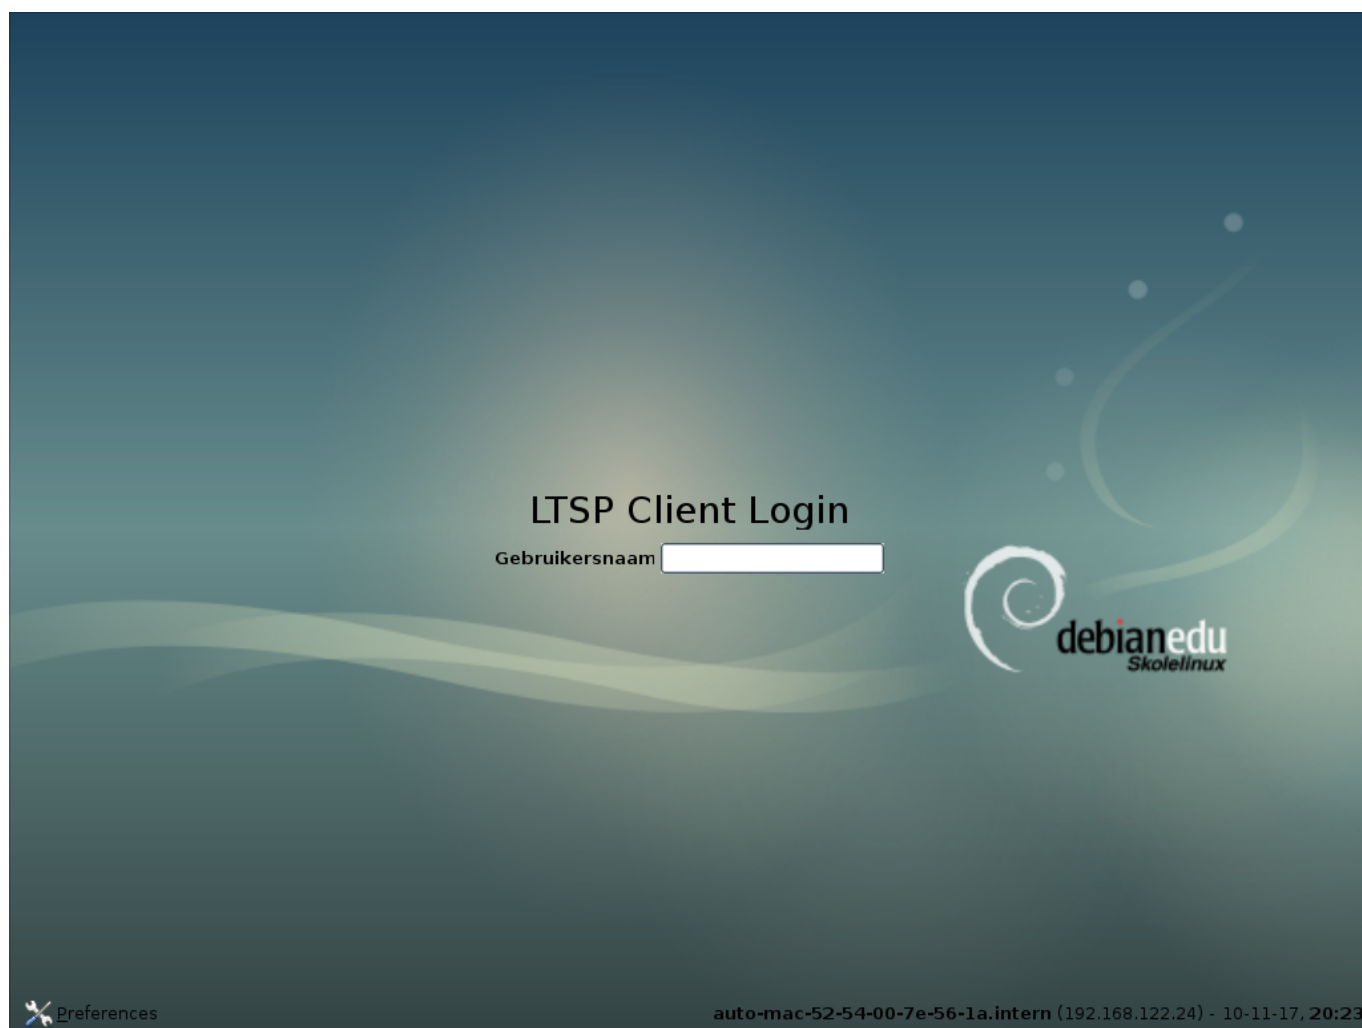 LTSP Client Login
Gebruikersnaam
debianedu
Skolelinux
Preferences
auto-mac-52-54-00-7e-56-1a.intern (192.168.122.24) - 10-11-17, 20:23